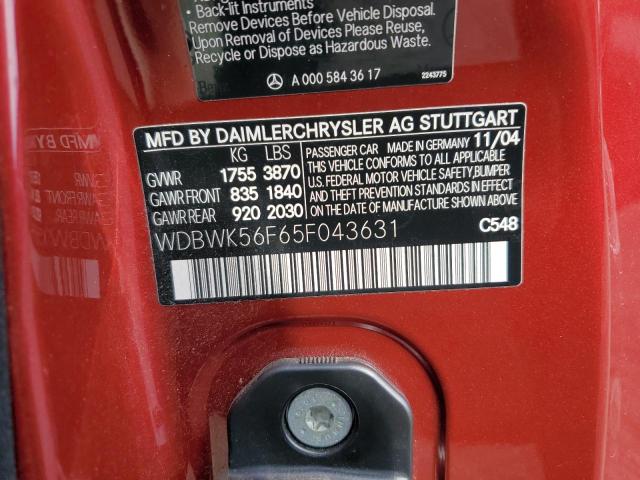 • Back-lit Instruments
Remove Devices Before Vehicle Disposal.
Upon Removal of Devices Please Reuse,
Recycle or Dispose as Hazardous Waste.
A 000 584 36 17
2243775
MFD BY DAIMLERCHRYSLER AG STUTTGART
KG LBS
GVWR 1755 3870
GAWR FRONT 835 1840
GAWR REAR 920 2030
PASSENGER CAR MADE IN GERMANY 11/04
THIS VEHICLE CONFORMS TO ALL APPLICABLE
U.S. FEDERAL MOTOR VEHICLE SAFETY,BUMPER
AND THEFT PREVENTION STANDARDS IN EFFECT
ON THE DATE OF MANUFACTURE SHOWN ABOVE.
WDBWK56F65F043631
C548